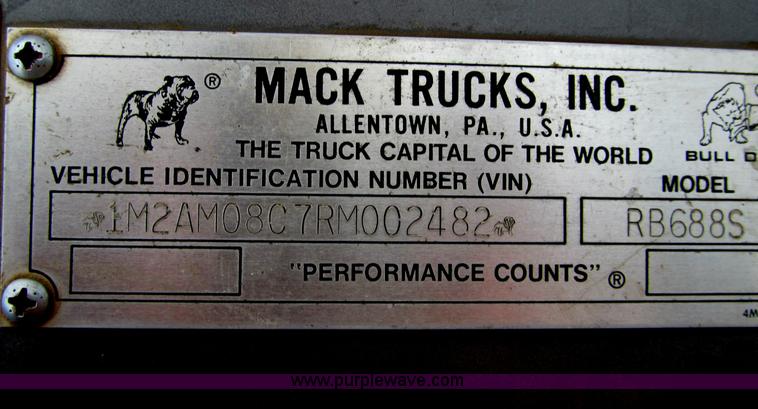 ®
MACK TRUCKS, INC.
ALLENTOWN, PA., U.S.A.
THE TRUCK CAPITAL OF THE WORLD
BULL D
VEHICLE IDENTIFICATION NUMBER (VIN)
MODEL
1M2AM08C7RM002482
RB688S
"PERFORMANCE COUNTS" ®
4M
www.purplewave.com